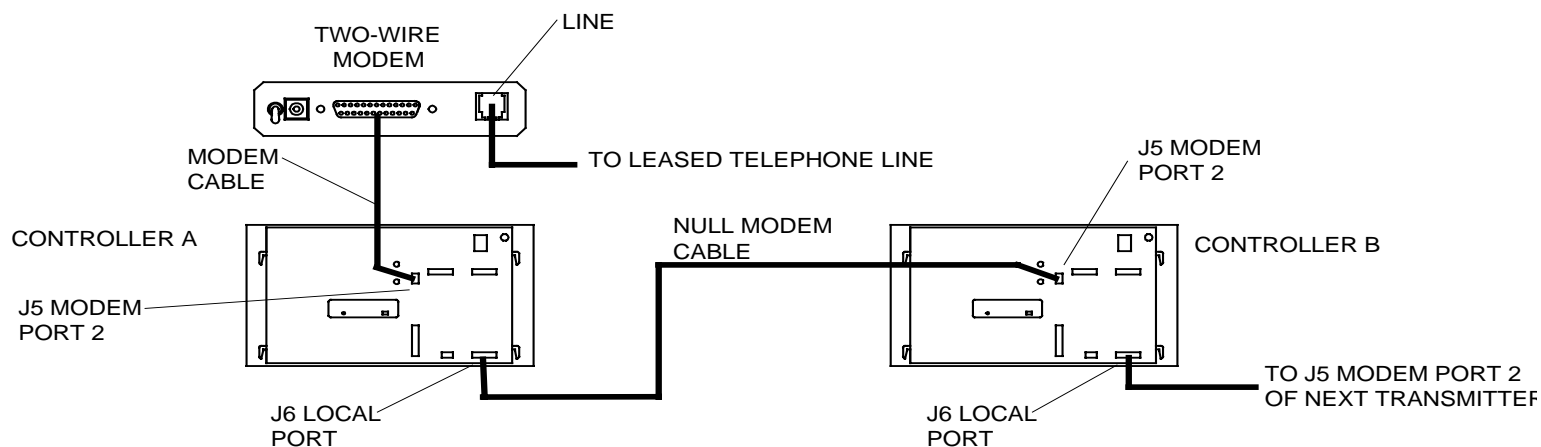 LINE
TWO-WIRE
MODEM
MODEM
CABLE
TO LEASED TELEPHONE LINE
J5 MODEM
PORT 2
CONTROLLER A
NULL MODEM
CABLE
CONTROLLER B
J5 MODEM
PORT 2
J6 LOCAL
PORT
J6 LOCAL
PORT
TO J5 MODEM PORT 2
OF NEXT TRANSMITTER